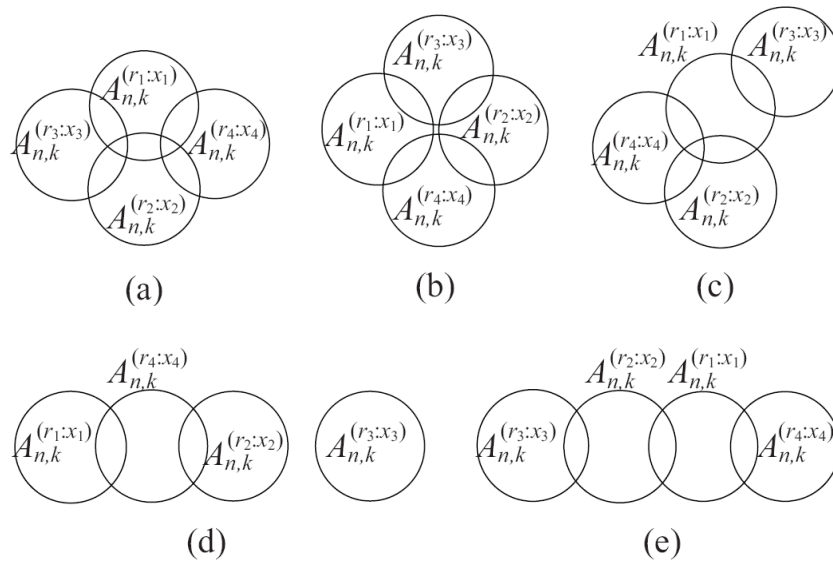 A_{n,k}^{(r_1:x_1)}
A_{n,k}^{(r_3:x_3)} A_{n,k}^{(r_4:x_4)}
A_{n,k}^{(r_2:x_2)}
(a)
A_{n,k}^{(r_3:x_3)}
A_{n,k}^{(r_1:x_1)} A_{n,k}^{(r_2:x_2)}
A_{n,k}^{(r_4:x_4)}
(b)
A_{n,k}^{(r_1:x_1)} A_{n,k}^{(r_3:x_3)}
A_{n,k}^{(r_4:x_4)}
A_{n,k}^{(r_2:x_2)}
(c)
A_{n,k}^{(r_4:x_4)}
A_{n,k}^{(r_1:x_1)} A_{n,k}^{(r_2:x_2)} A_{n,k}^{(r_3:x_3)}
(d)
A_{n,k}^{(r_2:x_2)} A_{n,k}^{(r_1:x_1)}
A_{n,k}^{(r_3:x_3)} A_{n,k}^{(r_4:x_4)}
(e)